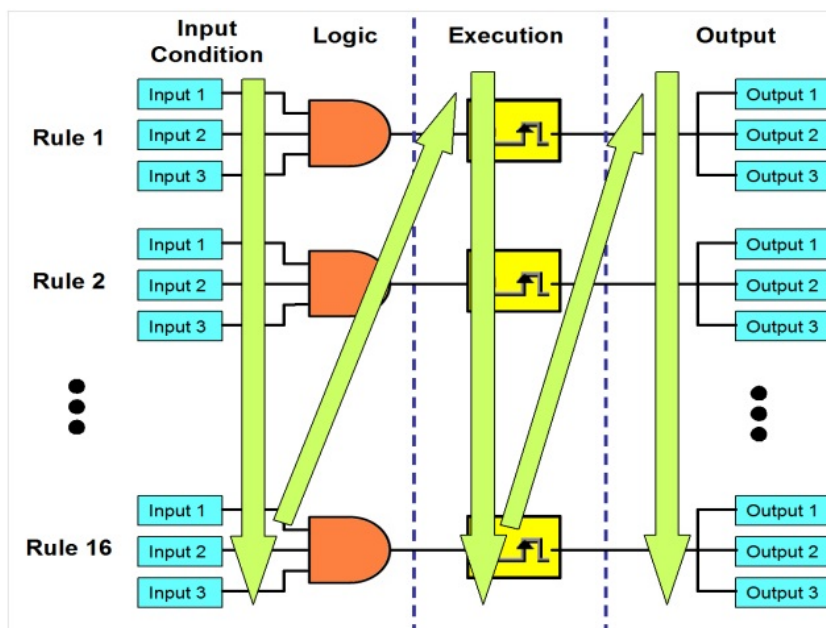 Input Condition
Logic
Execution
Output
Rule 1
Input 1
Input 2
Input 3
Output 1
Output 2
Output 3
Rule 2
Input 1
Input 2
Input 3
Output 1
Output 2
Output 3
Rule 16
Input 1
Input 2
Input 3
Output 1
Output 2
Output 3